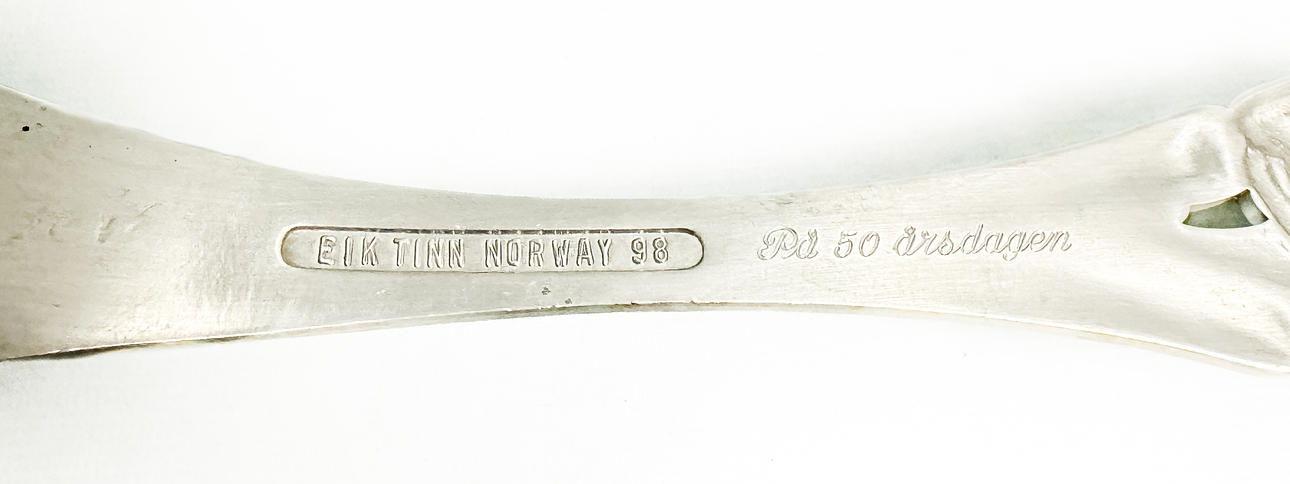 EIK TINN NORWAY 98
På 50 årsdagen